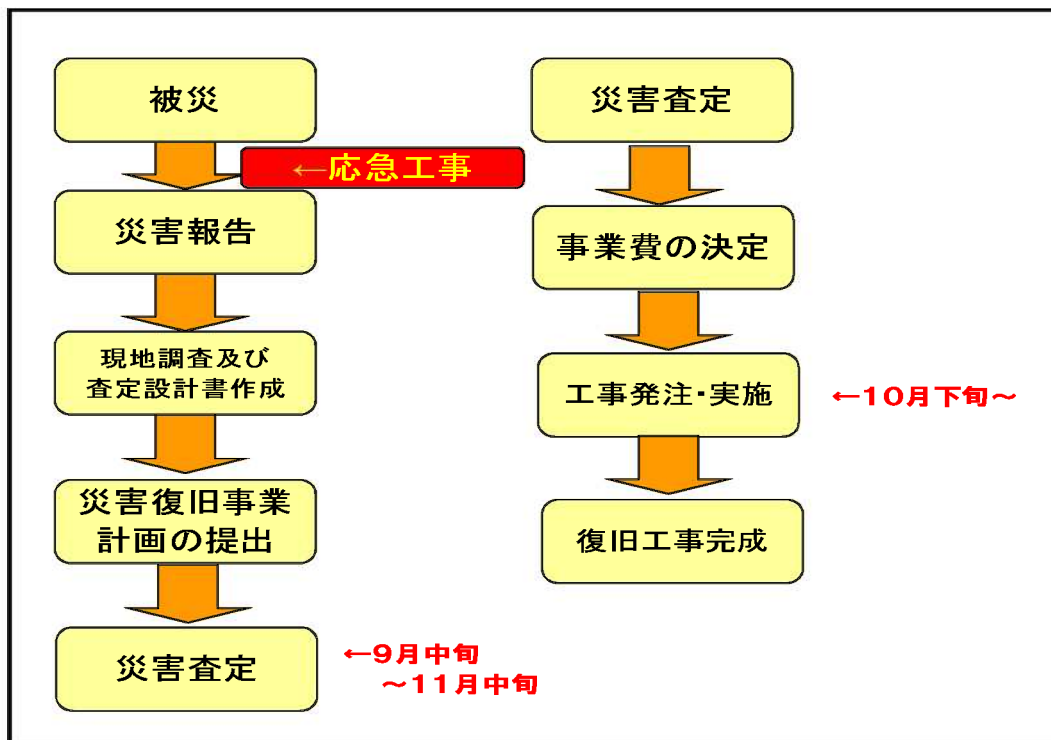 被災
←応急工事
災害報告
現地調査及び
査定設計書作成
災害復旧事業
計画の提出
災害査定
←9月中旬
～11月中旬
災害査定
事業費の決定
工事発注・実施
←10月下旬～
復旧工事完成